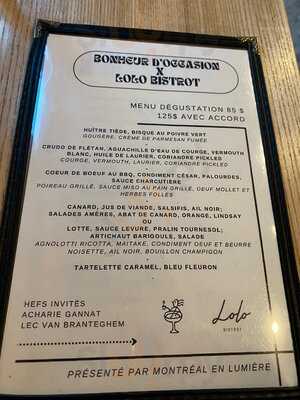 BONHEUR D'OCCASION
X
LOLO BISTROT
MENU DÉGUSTATION 85 $
125$ AVEC ACCORD
HUÎTRE TIÈDE, BISQUE AU POIVRE VERT
GOUGÈRE, CRÈME DE PARMESAN FUMÉE
CRUDO DE FLÉTAN, AGUACHILLE D'EAU DE COURGE, VERMOUTH
BLANC, HUILE DE LAURIER, CORIANDRE PICKLED
COURGE, VERMOUTH, LAURIER, CORIANDRE PICKLED
COEUR DE BOEUF AU BBQ, CONDIMENT CÉSAR, PALOURDES,
SAUCE CHARCUTIÈRE
POIREAU GRILLÉ, SAUCE MISO AU PAIN GRILLÉ, OEUF MOLLET ET
HERBES FOLLES
CANARD, JUS DE VIANDE, SALSIFIS, AIL NOIR;
SALADES AMÈRES, ABAT DE CANARD, ORANGE, LINDSAY
OU
LOTTE, SAUCE LEVURE, PRALIN TOURNESOL;
ARTICHAUT BARIGOULE, SALADE
AGNOLOTTI RICOTTA, MAITAKE, CONDIMENT OEUF ET BEURRE
NOISETTE, AIL NOIR, BOUILLON CHAMPIGNON
TARTELETTE CARAMEL, BLEU FLEURON
HEFS INVITÉS
ACHARIE GANNAT
LEC VAN BRANTEGHEM
Lolo
BISTROT
PRÉSENTÉ PAR MONTRÉAL EN LUMIÈRE